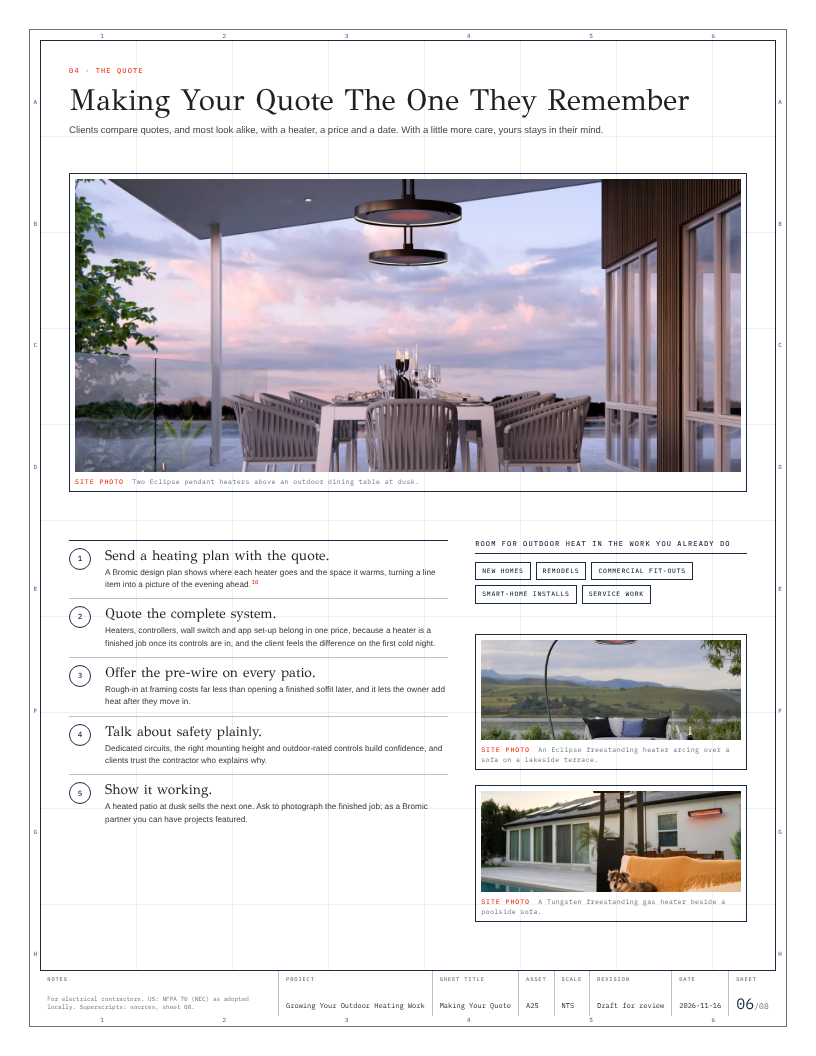 1 2 3 4 5 6
04 - THE QUOTE
Making Your Quote The One They Remember
Clients compare quotes, and most look alike, with a heater, a price and a date. With a little more care, yours stays in their mind.
A A
B B
C C
D D
SITE PHOTO Two Eclipse pendant heaters above an outdoor dining table at dusk.
1
Send a heating plan with the quote.
A Bromic design plan shows where each heater goes and the space it warms, turning a line
item into a picture of the evening ahead. 16
2
Quote the complete system.
Heaters, controllers, wall switch and app set-up belong in one price, because a heater is a
finished job once its controls are in, and the client feels the difference on the first cold night.
3
Offer the pre-wire on every patio.
Rough-in at framing costs far less than opening a finished soffit later, and it lets the owner add
heat after they move in.
4
Talk about safety plainly.
Dedicated circuits, the right mounting height and outdoor-rated controls build confidence, and
clients trust the contractor who explains why.
5
Show it working.
A heated patio at dusk sells the next one. Ask to photograph the finished job; as a Bromic
partner you can have projects featured.
ROOM FOR OUTDOOR HEAT IN THE WORK YOU ALREADY DO
NEW HOMES REMODELS COMMERCIAL FIT-OUTS
SMART-HOME INSTALLS SERVICE WORK
E E
F F
SITE PHOTO An Eclipse freestanding heater arcing over a
sofa on a lakeside terrace.
G G
SITE PHOTO A Tungsten freestanding gas heater beside a
poolside sofa.
H H
NOTES
For electrical contractors. US: NFPA 70 (NEC) as adopted
locally. Superscripts: sources, sheet 08.
PROJECT
Growing Your Outdoor Heating Work
SHEET TITLE
Making Your Quote
ASSET
A25
SCALE
NTS
REVISION
Draft for review
DATE
2026-11-16
SHEET
06/08
1 2 3 4 5 6